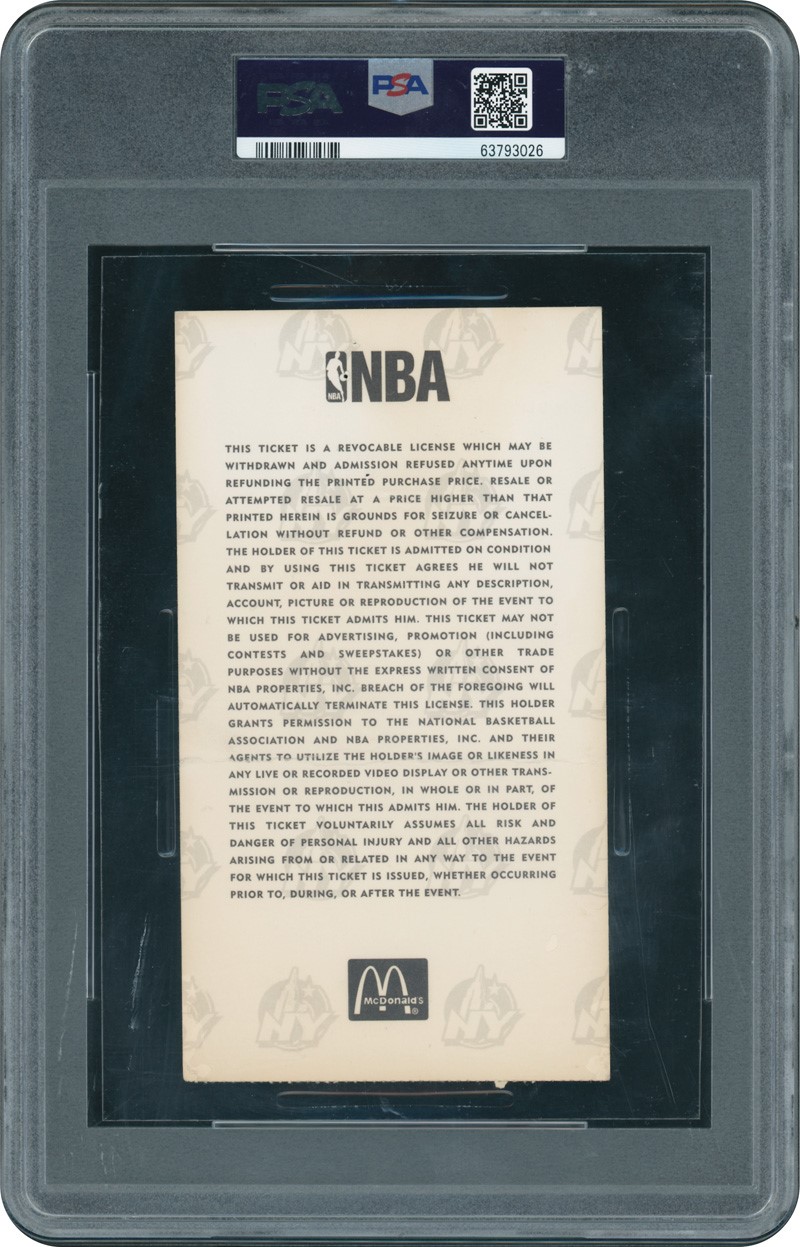 PSA
PSA
63793026
NBA
NBA
THIS TICKET IS A REVOCABLE LICENSE WHICH MAY BE
WITHDRAWN AND ADMISSION REFUSED ANYTIME UPON
REFUNDING THE PRINTED PURCHASE PRICE. RESALE OR
ATTEMPTED RESALE AT A PRICE HIGHER THAN THAT
PRINTED HEREIN IS GROUNDS FOR SEIZURE OR CANCEL-
LATION WITHOUT REFUND OR OTHER COMPENSATION.
THE HOLDER OF THIS TICKET IS ADMITTED ON CONDITION
AND BY USING THIS TICKET AGREES HE WILL NOT
TRANSMIT OR AID IN TRANSMITTING ANY DESCRIPTION,
ACCOUNT, PICTURE OR REPRODUCTION OF THE EVENT TO
WHICH THIS TICKET ADMITS HIM. THIS TICKET MAY NOT
BE USED FOR ADVERTISING, PROMOTION (INCLUDING
CONTESTS AND SWEEPSTAKES) OR OTHER TRADE
PURPOSES WITHOUT THE EXPRESS WRITTEN CONSENT OF
NBA PROPERTIES, INC. BREACH OF THE FOREGOING WILL
AUTOMATICALLY TERMINATE THIS LICENSE. THIS HOLDER
GRANTS PERMISSION TO THE NATIONAL BASKETBALL
ASSOCIATION AND NBA PROPERTIES, INC. AND THEIR
AGENTS TO UTILIZE THE HOLDER'S IMAGE OR LIKENESS IN
ANY LIVE OR RECORDED VIDEO DISPLAY OR OTHER TRANS-
MISSION OR REPRODUCTION, IN WHOLE OR IN PART, OF
THE EVENT TO WHICH THIS ADMITS HIM. THE HOLDER OF
THIS TICKET VOLUNTARILY ASSUMES ALL RISK AND
DANGER OF PERSONAL INJURY AND ALL OTHER HAZARDS
ARISING FROM OR RELATED IN ANY WAY TO THE EVENT
FOR WHICH THIS TICKET IS ISSUED, WHETHER OCCURRING
PRIOR TO, DURING, OR AFTER THE EVENT.
McDonald's
®
NY
NY